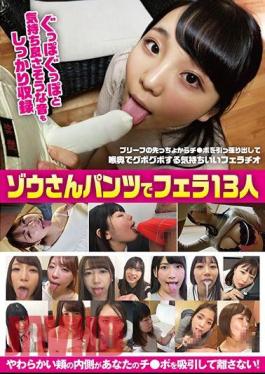 ぐっぽぐっぽと
気持ち良さそうな音も
しっかり収録
ブリーフの先っちょからチ●ポを引っ張り出して
喉奥でグポグポする気持ちいいフェラチオ
ゾウさんパンツでフェラ13人
やわらかい頬の内側があなたのチ●ポを吸引して離さない!